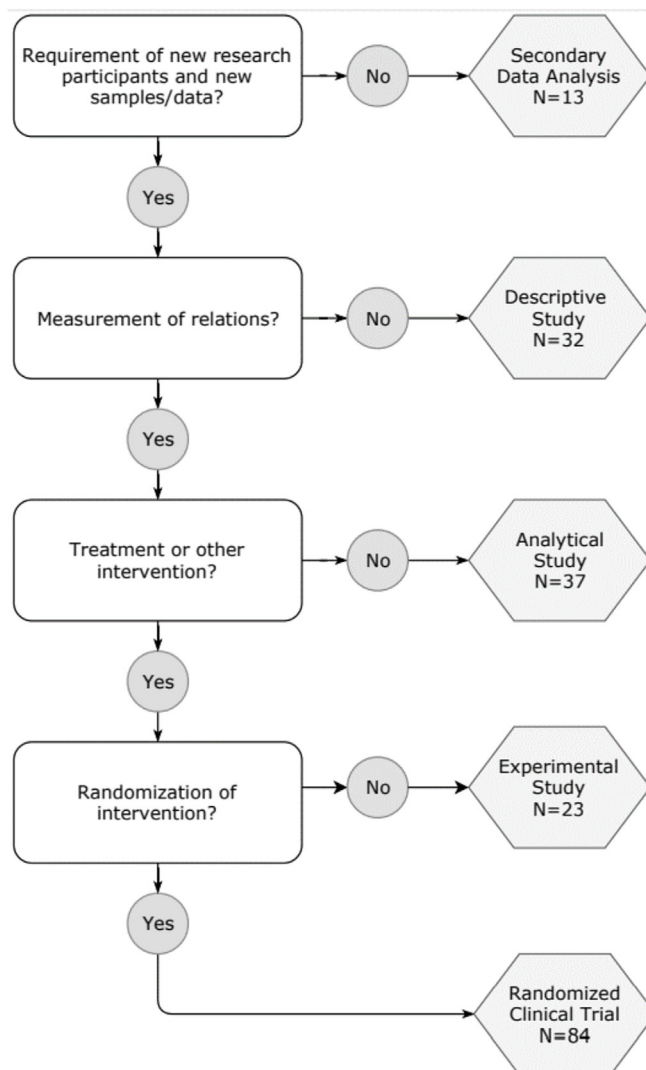 Requirement of new research
participants and new
samples/data?
No
Secondary
Data Analysis
N=13
Yes
Measurement of relations?
No
Descriptive
Study
N=32
Yes
Treatment or other
intervention?
No
Analytical
Study
N=37
Yes
Randomization of
intervention?
No
Experimental
Study
N=23
Yes
Randomized
Clinical Trial
N=84